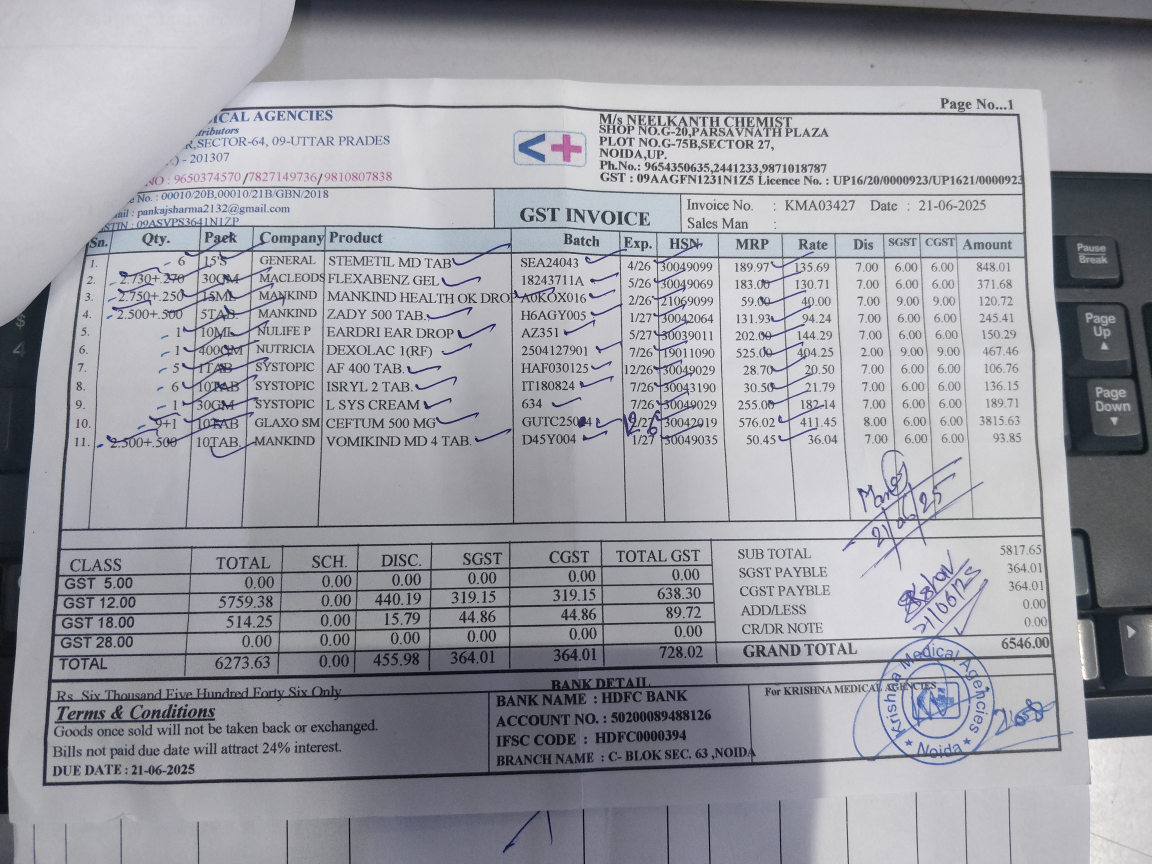 Page No...1
ICAL AGENCIES
tributors
R,SECTOR-64, 09-UTTAR PRADES
.) - 201307
NO : 9650374570 /7827149736/9810807838
e No. : 00010/20B,00010/21B/GBN/2018
ail : pankajsharma2132@gmail.com
STIN : 09ASVPS3641N1ZP
M/s NEELKANTH CHEMIST
SHOP NO.G-20,PARSAVNATH PLAZA
PLOT NO.G-75B,SECTOR 27,
NOIDA,UP.
Ph.No.: 9654350635,2441233,9871018787
GST : 09AAGFN1231N1Z5 Licence No. : UP16/20/0000923/UP1621/0000923
GST INVOICE
Invoice No. : KMA03427 Date : 21-06-2025
Sales Man :
Sn. Qty. Pack Company Product Batch Exp. HSN MRP Rate Dis SGST CGST Amount
1. 6 15'S GENERAL STEMETIL MD TAB SEA24043 4/26 30049099 189.97 135.69 7.00 6.00 6.00 848.01
2. 2.730+.270 30GM MACLEODS FLEXABENZ GEL 18243711A 5/26 30049069 183.00 130.71 7.00 6.00 6.00 371.68
3. 2.750+.250 15ML MANKIND MANKIND HEALTH OK DRO A0KOX016 2/26 21069099 59.00 40.00 7.00 9.00 9.00 120.72
4. 2.500+.500 5TAB MANKIND ZADY 500 TAB. H6AGY005 1/27 30042064 131.93 94.24 7.00 6.00 6.00 245.41
5. 1 10ML NULIFE P EARDRI EAR DROP AZ351 5/27 30039011 202.00 144.29 7.00 6.00 6.00 150.29
6. 1 400GM NUTRICIA DEXOLAC 1(RF) 2504127901 7/26 19011090 525.00 404.25 2.00 9.00 9.00 467.46
7. 5 1TAB SYSTOPIC AF 400 TAB. HAF030125 12/26 30049029 28.70 20.50 7.00 6.00 6.00 106.76
8. 6 10TAB SYSTOPIC ISRYL 2 TAB. IT180824 7/26 30043190 30.50 21.79 7.00 6.00 6.00 136.15
9. 1 30GM SYSTOPIC L SYS CREAM 634 7/26 30049029 255.00 182.14 7.00 6.00 6.00 189.71
10. 9+1 10TAB GLAXO SM CEFTUM 500 MG 12/26 30042019 576.02 411.45 8.00 6.00 6.00 3815.63
11. 2.500+.500 10TAB. MANKIND VOMIKIND MD 4 TAB. D45Y004 1/27 30049035 50.45 36.04 7.00 6.00 6.00 93.85
21/06/25
CLASS TOTAL SCH. DISC. SGST CGST TOTAL GST
GST 5.00 0.00 0.00 0.00 0.00 0.00 0.00
GST 12.00 5759.38 0.00 440.19 319.15 319.15 638.30
GST 18.00 514.25 0.00 15.79 44.86 44.86 89.72
GST 28.00 0.00 0.00 0.00 0.00 0.00 0.00
TOTAL 6273.63 0.00 455.98 364.01 364.01 728.02
SUB TOTAL 5817.65
SGST PAYBLE 364.01
CGST PAYBLE 364.01
ADD/LESS 0.00
CR/DR NOTE 0.00
GRAND TOTAL 6546.00
21/06/25
Rs. Six Thousand Five Hundred Forty Six Only
Terms & Conditions
Goods once sold will not be taken back or exchanged.
Bills not paid due date will attract 24% interest.
DUE DATE : 21-06-2025
BANK DETAIL
BANK NAME : HDFC BANK
ACCOUNT NO. : 50200089488126
IFSC CODE : HDFC0000394
BRANCH NAME : C- BLOK SEC. 63 ,NOIDA
For KRISHNA MEDICAL AGENCIES
Krishna Medical Agencies
Noida
Pause
Break
Page
Up
Page
Down